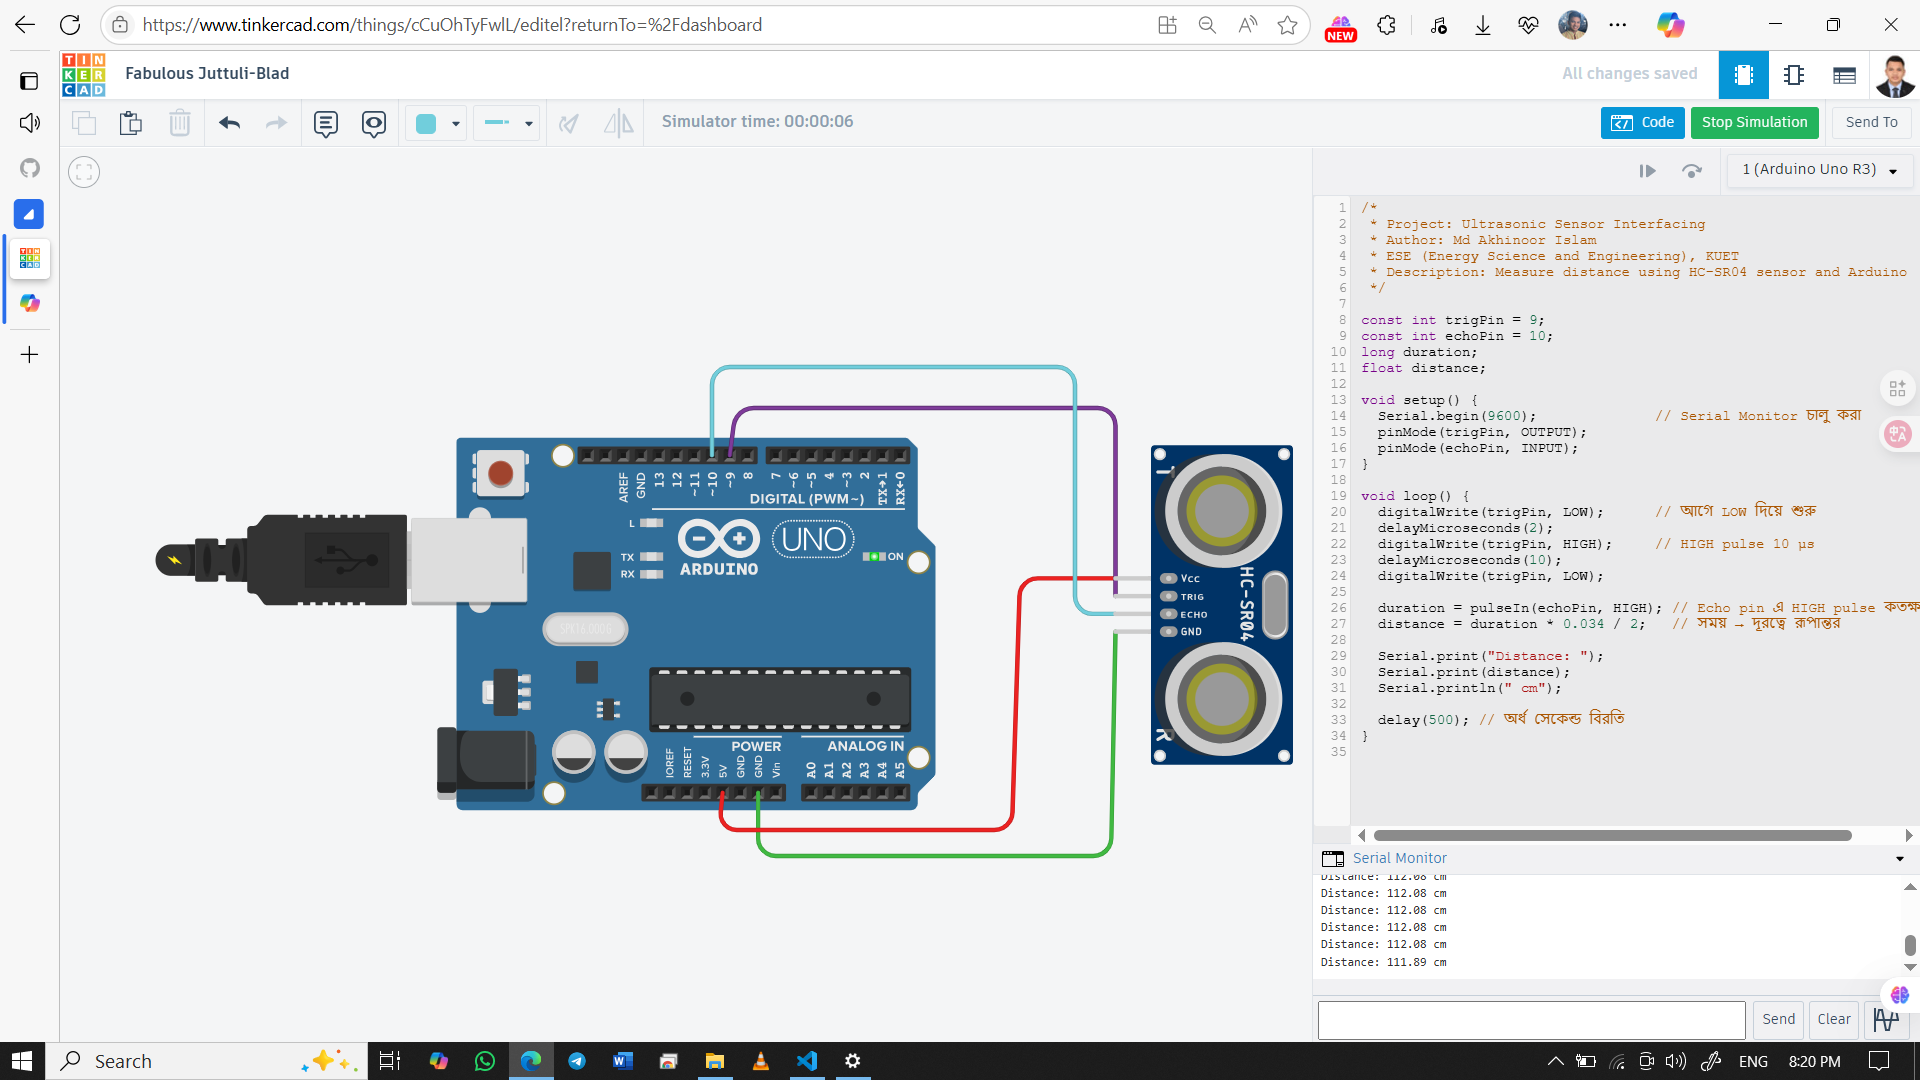 https://www.tinkercad.com/things/cCuOhTyFwlL/editel?returnTo=%2Fdashboard
NEW
TINKERCAD
Fabulous Juttuli-Blad
All changes saved
Simulator time: 00:00:06
Code
Stop Simulation
Send To
1 (Arduino Uno R3)
1 /*
2 * Project: Ultrasonic Sensor Interfacing
3 * Author: Md Akhinoor Islam
4 * ESE (Energy Science and Engineering), KUET
5 * Description: Measure distance using HC-SR04 sensor and Arduino
6 */
7
8 const int trigPin = 9;
9 const int echoPin = 10;
10 long duration;
11 float distance;
12
13 void setup() {
14 Serial.begin(9600); // Serial Monitor চালু করা
15 pinMode(trigPin, OUTPUT);
16 pinMode(echoPin, INPUT);
17 }
18
19 void loop() {
20 digitalWrite(trigPin, LOW); // আগে LOW দিয়ে শুরু
21 delayMicroseconds(2);
22 digitalWrite(trigPin, HIGH); // HIGH pulse 10 µs
23 delayMicroseconds(10);
24 digitalWrite(trigPin, LOW);
25
26 duration = pulseIn(echoPin, HIGH); // Echo pin এ HIGH pulse কতক্ষ
27 distance = duration * 0.034 / 2; // সময় → দূরত্বে রূপান্তর
28
29 Serial.print("Distance: ");
30 Serial.print(distance);
31 Serial.println(" cm");
32
33 delay(500); // অর্ধ সেকেন্ড বিরতি
34 }
35
AREF GND 13 12 ~11 ~10 ~9 8 7 ~6 ~5 4 ~3 2 TX→1 RX←0
DIGITAL (PWM~)
L
TX
RX
ARDUINO
UNO
ON
SPK16.000G
POWER
ANALOG IN
IOREF RESET 3.3V 5V GND GND Vin A0 A1 A2 A3 A4 A5
T
Vcc
TRIG
ECHO
GND
HC-SR04
R
Serial Monitor
Distance: 112.08 cm
Distance: 112.08 cm
Distance: 112.08 cm
Distance: 112.08 cm
Distance: 112.08 cm
Distance: 111.89 cm
Send
Clear
Search
ENG
8:20 PM